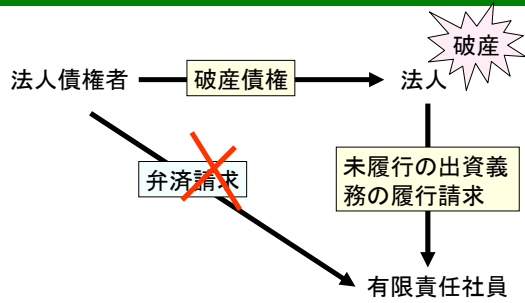 破産
法人債権者
破産債権
法人
弁済請求
未履行の出資義
務の履行請求
有限責任社員